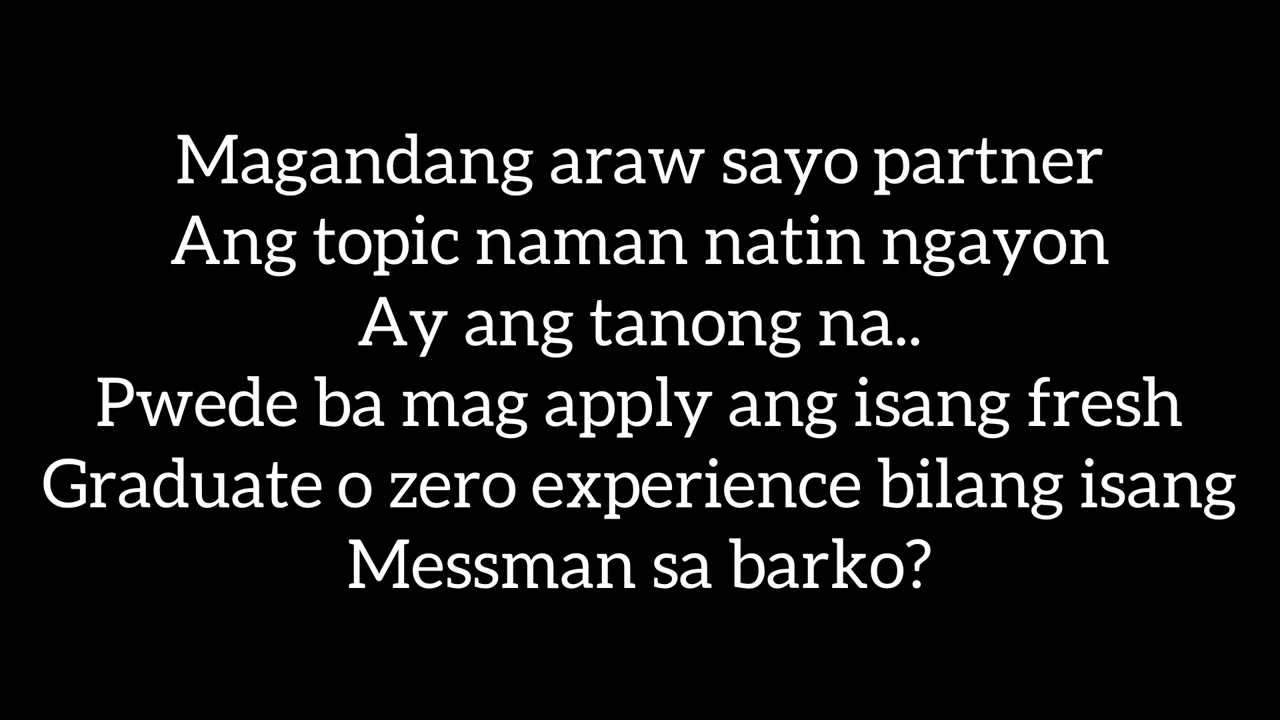 Magandang araw sayo partner
Ang topic naman natin ngayon
Ay ang tanong na..
Pwede ba mag apply ang isang fresh
Graduate o zero experience bilang isang
Messman sa barko?